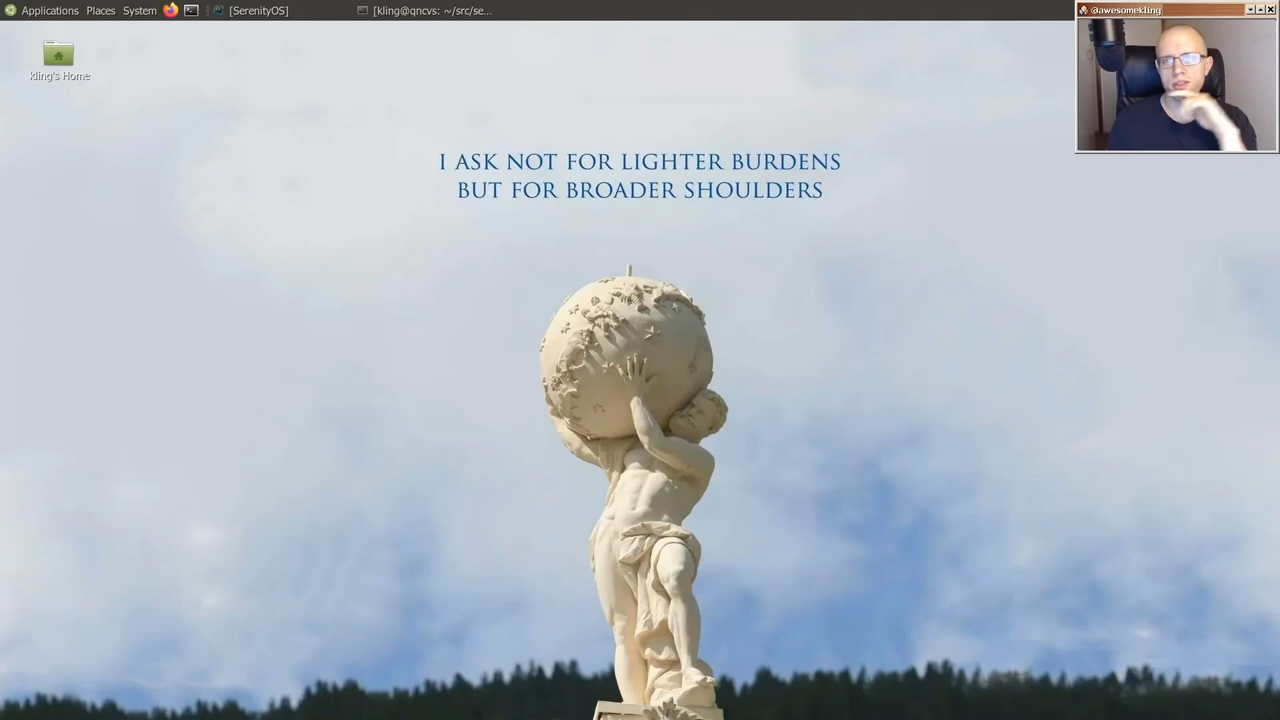 Applications Places System [SerenityOS] [kling@qncvs: ~/src/se...
@awesomekling
kling's Home
I ASK NOT FOR LIGHTER BURDENS
BUT FOR BROADER SHOULDERS